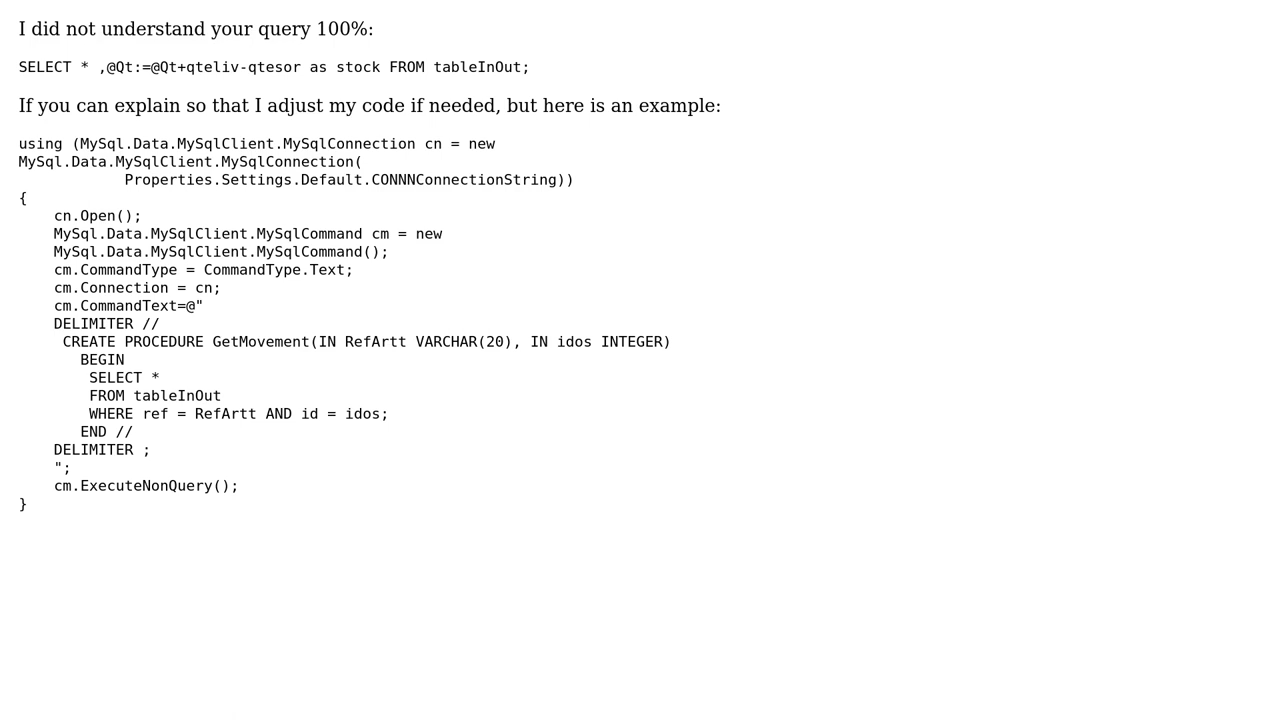 I did not understand your query 100%:
SELECT * ,@Qt:=@Qt+qteliv-qtesor as stock FROM tableInOut;
If you can explain so that I adjust my code if needed, but here is an example:
using (MySql.Data.MySqlClient.MySqlConnection cn = new
MySql.Data.MySqlClient.MySqlConnection(
            Properties.Settings.Default.CONNNConnectionString))
{
    cn.Open();
    MySql.Data.MySqlClient.MySqlCommand cm = new
    MySql.Data.MySqlClient.MySqlCommand();
    cm.CommandType = CommandType.Text;
    cm.Connection = cn;
    cm.CommandText=@"
    DELIMITER //
     CREATE PROCEDURE GetMovement(IN RefArtt VARCHAR(20), IN idos INTEGER)
       BEGIN
        SELECT *
        FROM tableInOut
        WHERE ref = RefArtt AND id = idos;
       END //
    DELIMITER ;
    ";
    cm.ExecuteNonQuery();
}